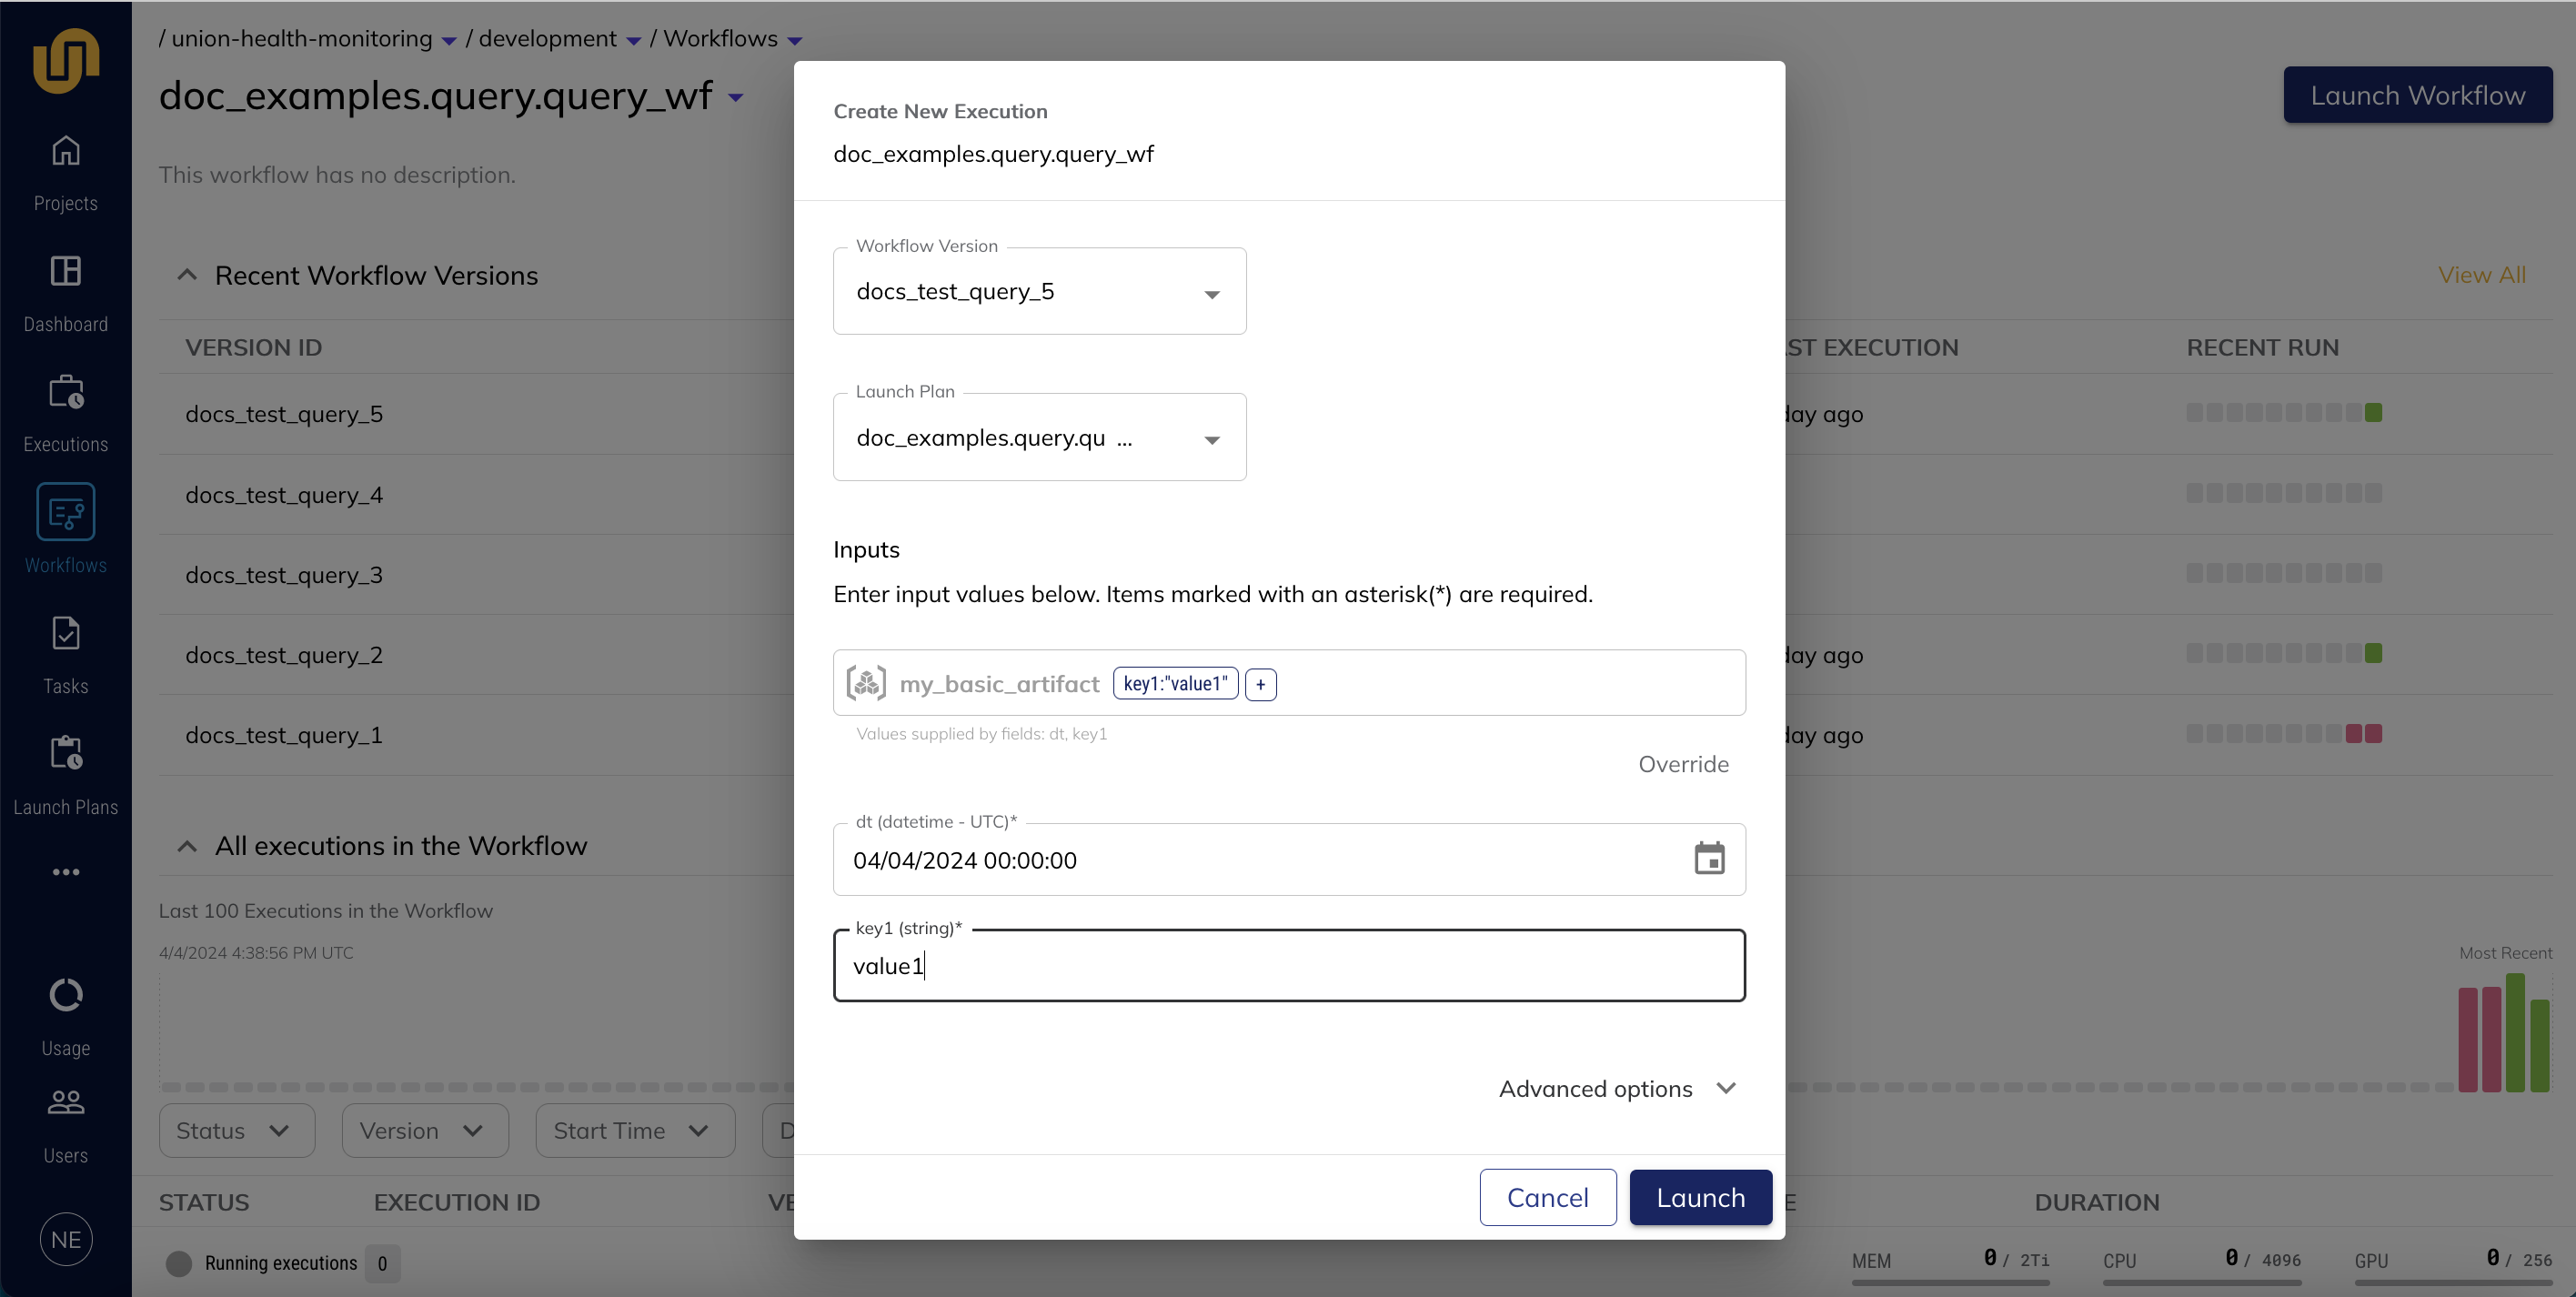 / union-health-monitoring / development / Workflows
doc_examples.query.query_wf
Launch Workflow
This workflow has no description.
Projects
Dashboard
Executions
Workflows
Tasks
Launch Plans
Usage
Users
NE
Recent Workflow Versions
View All
VERSION ID
ST EXECUTION
RECENT RUN
docs_test_query_5
day ago
docs_test_query_4
docs_test_query_3
docs_test_query_2
day ago
docs_test_query_1
day ago
All executions in the Workflow
Last 100 Executions in the Workflow
4/4/2024 4:38:56 PM UTC
Most Recent
Status
Version
Start Time
D
STATUS
EXECUTION ID
VE
E
DURATION
Running executions 0
MEM 0 / 2Ti
CPU 0 / 4096
GPU 0 / 256
Create New Execution
doc_examples.query.query_wf
Workflow Version
docs_test_query_5
Launch Plan
doc_examples.query.qu ...
Inputs
Enter input values below. Items marked with an asterisk(*) are required.
my_basic_artifact key1:"value1" +
Values supplied by fields: dt, key1
Override
dt (datetime - UTC)*
04/04/2024 00:00:00
key1 (string)*
value1
Advanced options
Cancel
Launch